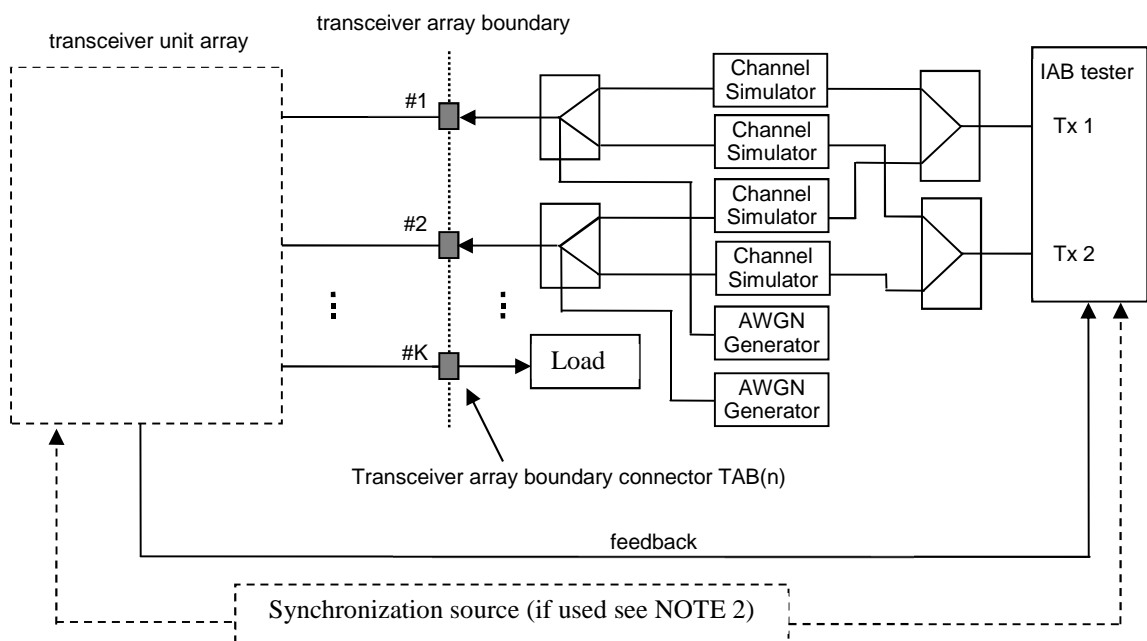 transceiver array boundary
transceiver unit array
#1
#2
#K
Channel
Simulator
Channel
Simulator
Channel
Simulator
Channel
Simulator
AWGN
Generator
AWGN
Generator
Load
IAB tester
Tx 1
Tx 2
Transceiver array boundary connector TAB(n)
feedback
Synchronization source (if used see NOTE 2)